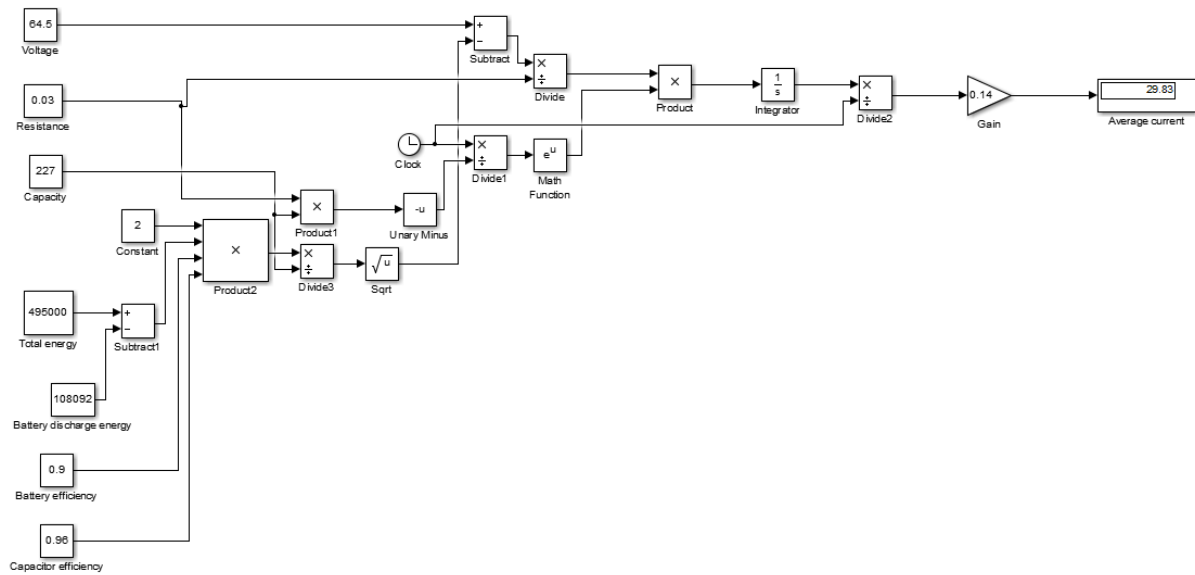 64.5
Voltage
+
−
Subtract
×
÷
Divide
×
Product
1
s
Integrator
×
÷
Divide2
0.14
Gain
29.83
Average current
0.03
Resistance
Clock
×
÷
Divide1
e^u
Math
Function
227
Capacity
×
Product1
-u
Unary Minus
2
Constant
×
Product2
×
÷
Divide3
√u
Sqrt
495000
Total energy
+
−
Subtract1
108092
Battery discharge energy
0.9
Battery efficiency
0.96
Capacitor efficiency